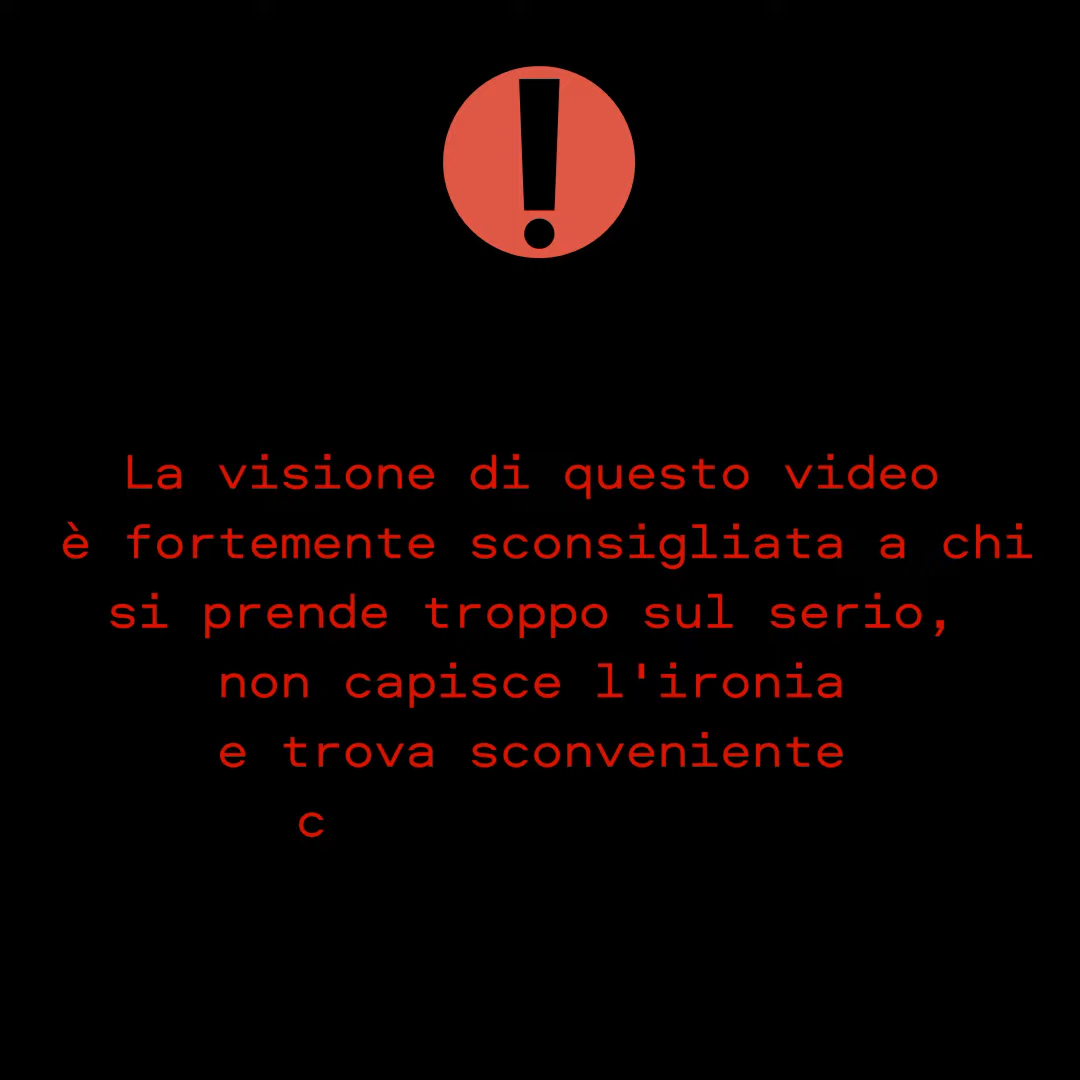 La visione di questo video
è fortemente sconsigliata a chi
si prende troppo sul serio,
non capisce l'ironia
e trova sconveniente
c